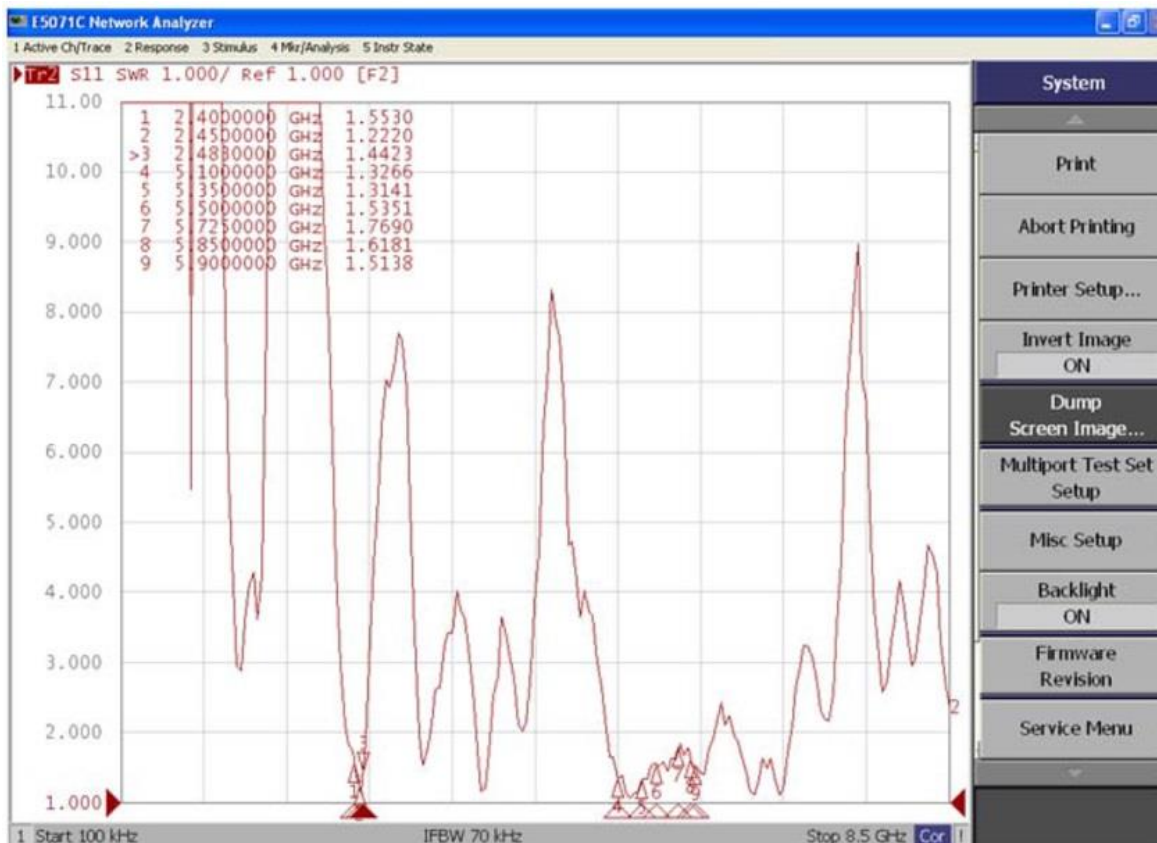 E5071C Network Analyzer
1 Active Ch/Trace 2 Response 3 Stimulus 4 Mkr/Analysis 5 Instr State
Tr2 S11 SWR 1.000/ Ref 1.000 [F2]
11.00
10.00
9.000
8.000
7.000
6.000
5.000
4.000
3.000
2.000
1.000
1 2.4000000 GHz 1.5530
2 2.4500000 GHz 1.2220
>3 2.4830000 GHz 1.4423
4 5.1000000 GHz 1.3266
5 5.3500000 GHz 1.3141
6 5.5000000 GHz 1.5351
7 5.7250000 GHz 1.7690
8 5.8500000 GHz 1.6181
9 5.9000000 GHz 1.5138
2
1
4
5
6
7
9
1 Start 100 kHz IFBW 70 kHz Stop 8.5 GHz Cor !
System
Print
Abort Printing
Printer Setup...
Invert Image
ON
Dump
Screen Image...
Multiport Test Set
Setup
Misc Setup
Backlight
ON
Firmware
Revision
Service Menu